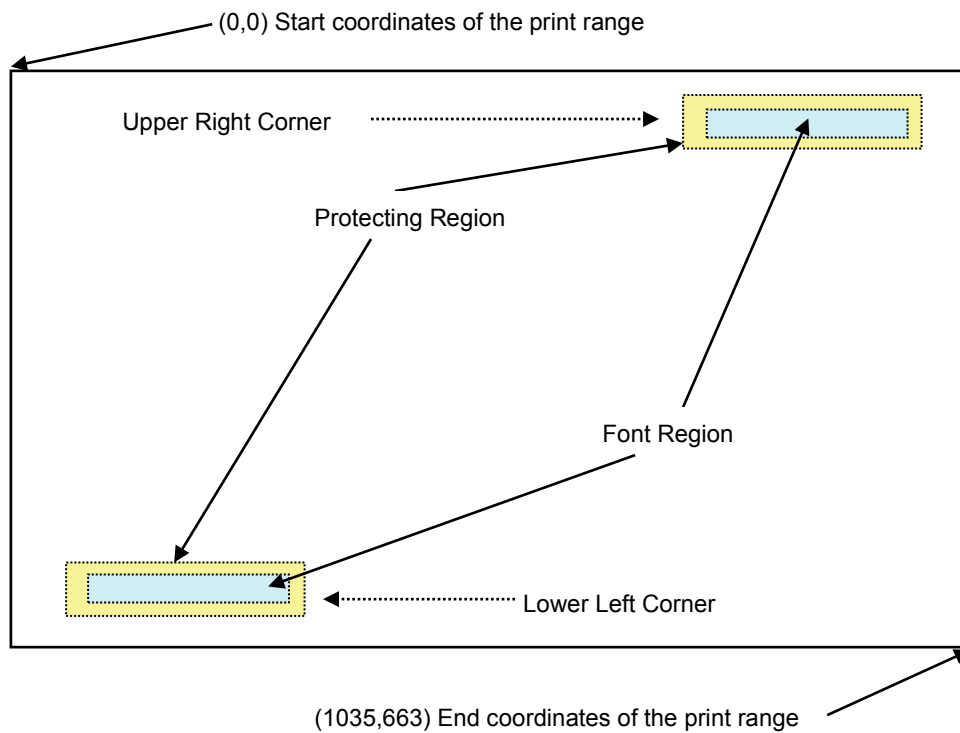 (0,0) Start coordinates of the print range
Upper Right Corner
Protecting Region
Font Region
Lower Left Corner
(1035,663) End coordinates of the print range